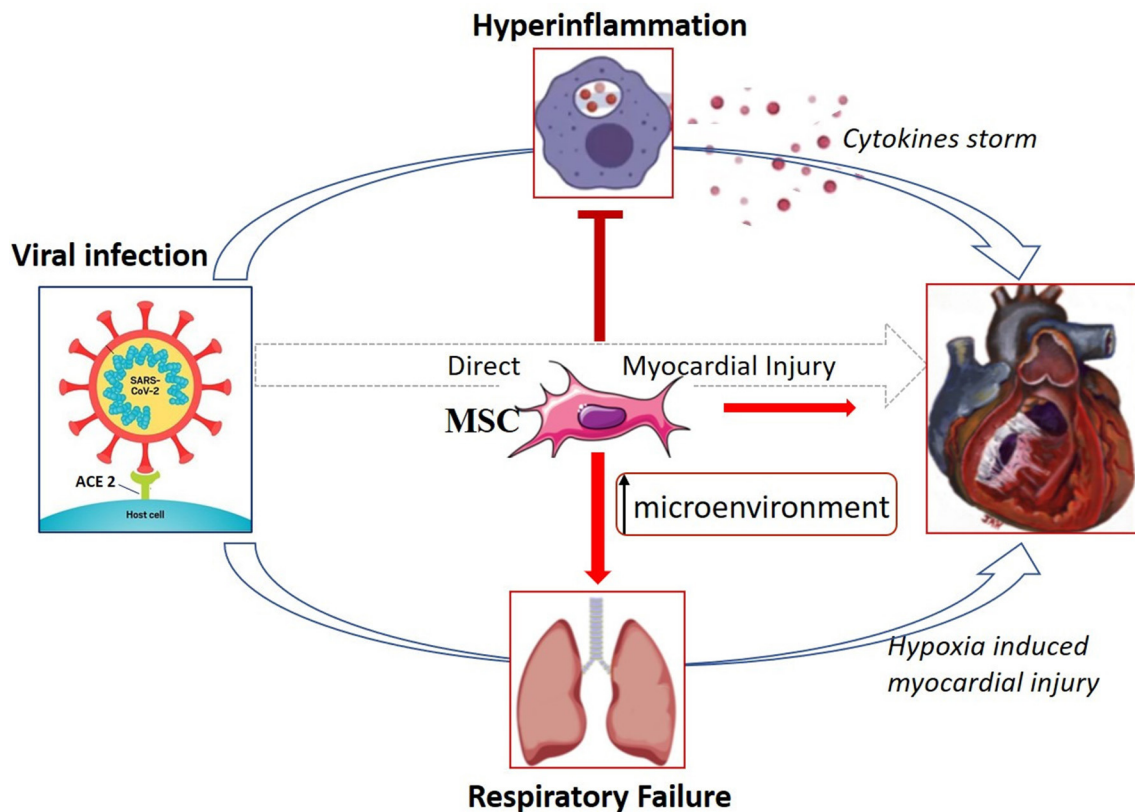 Hyperinflammation
Cytokines storm
Viral infection
SARS-
CoV-2
ACE 2
Host cell
Direct
Myocardial Injury
MSC
microenvironment
Hypoxia induced
myocardial injury
Respiratory Failure